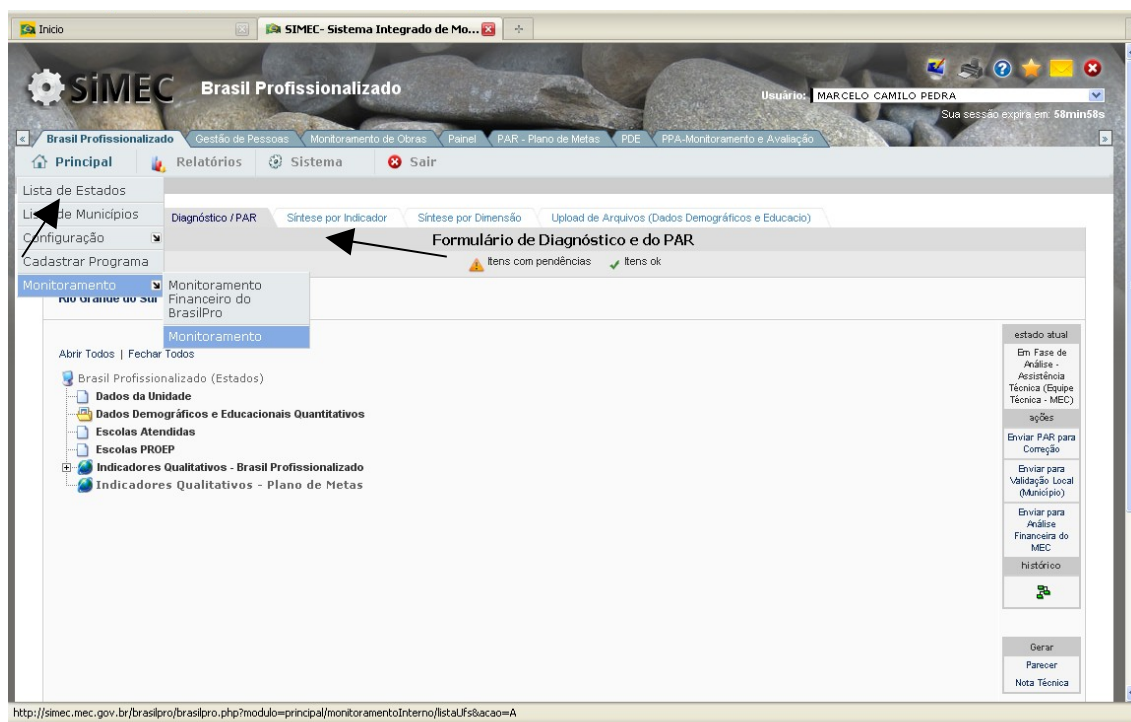 Inicio
SIMEC- Sistema Integrado de Mo...
SiMEC
Brasil Profissionalizado
Usuário: MARCELO CAMILO PEDRA
Sua sessão expira em: 58min58s
Brasil Profissionalizado Gestão de Pessoas Monitoramento de Obras Painel PAR - Plano de Metas PDE PPA-Monitoramento e Avaliação
Principal Relatórios Sistema Sair
Lista de Estados
Lista de Municípios
Configuração
Cadastrar Programa
Monitoramento
Monitoramento
Financeiro do
BrasilPro
Monitoramento
Diagnóstico / PAR Síntese por Indicador Síntese por Dimensão Upload de Arquivos (Dados Demográficos e Educacio)
Formulário de Diagnóstico e do PAR
Itens com pendências Itens ok
Rio Grande do Sul
Abrir Todos | Fechar Todos
Brasil Profissionalizado (Estados)
Dados da Unidade
Dados Demográficos e Educacionais Quantitativos
Escolas Atendidas
Escolas PROEP
Indicadores Qualitativos - Brasil Profissionalizado
Indicadores Qualitativos - Plano de Metas
estado atual
Em Fase de
Análise -
Assistência
Técnica (Equipe
Técnica - MEC)
ações
Enviar PAR para
Correção
Enviar para
Validação Local
(Município)
Enviar para
Análise
Financeira do
MEC
histórico
Gerar
Parecer
Nota Técnica
http://simec.mec.gov.br/brasilpro/brasilpro.php?modulo=principal/monitoramentoInterno/listaUfs&acao=A